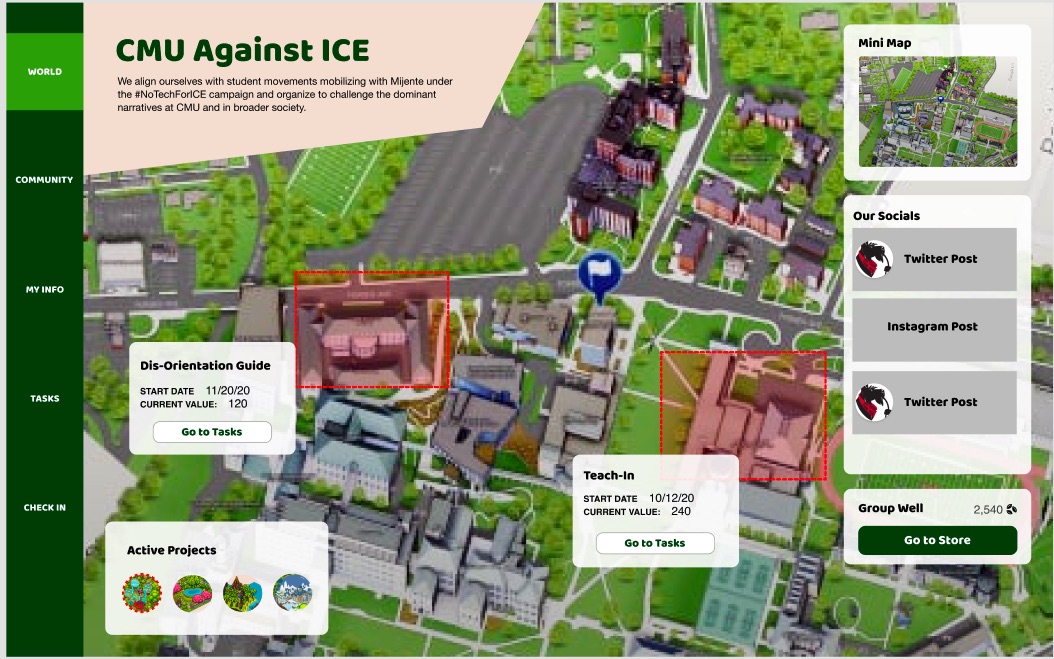 CMU Against ICE
We align ourselves with student movements mobilizing with Mijente under
the #NoTechForICE campaign and organize to challenge the dominant
narratives at CMU and in broader society.
WORLD
COMMUNITY
MY INFO
TASKS
CHECK IN
Dis-Orientation Guide
START DATE 11/20/20
CURRENT VALUE: 120
Go to Tasks
Teach-In
START DATE 10/12/20
CURRENT VALUE: 240
Go to Tasks
Active Projects
Mini Map
Our Socials
Twitter Post
Instagram Post
Twitter Post
Group Well 2,540
Go to Store